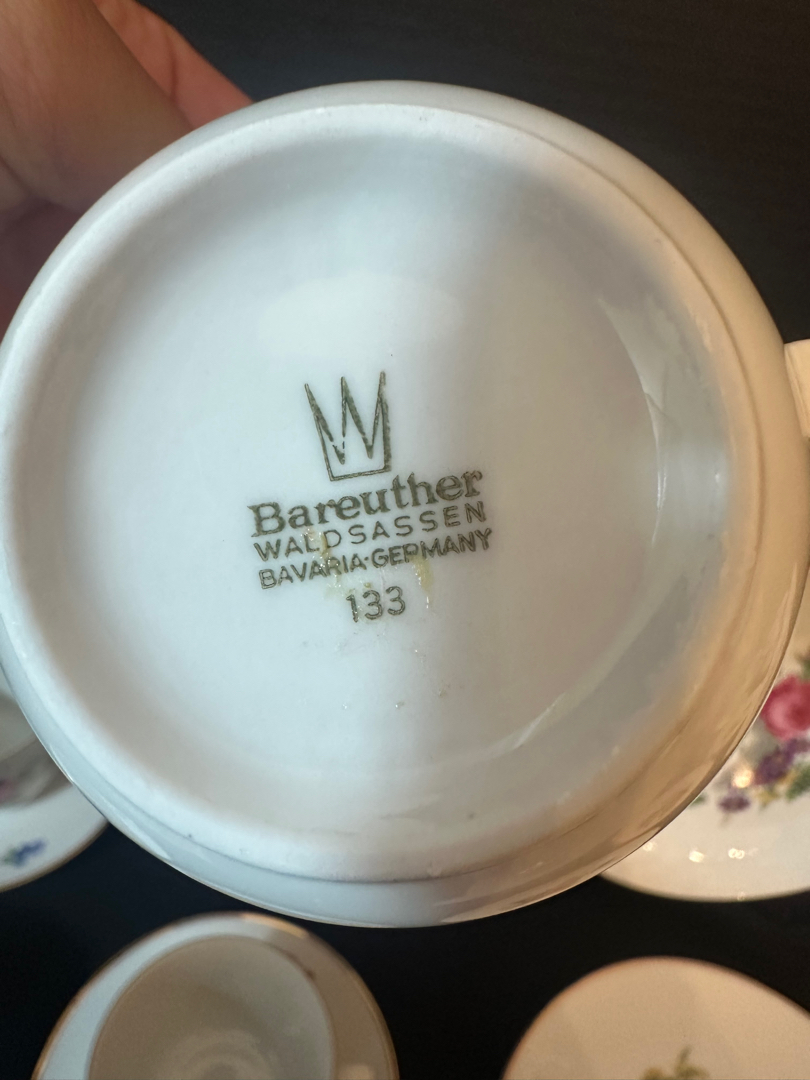 Bareuther
WALDSASSEN
BAVARIA·GERMANY
133